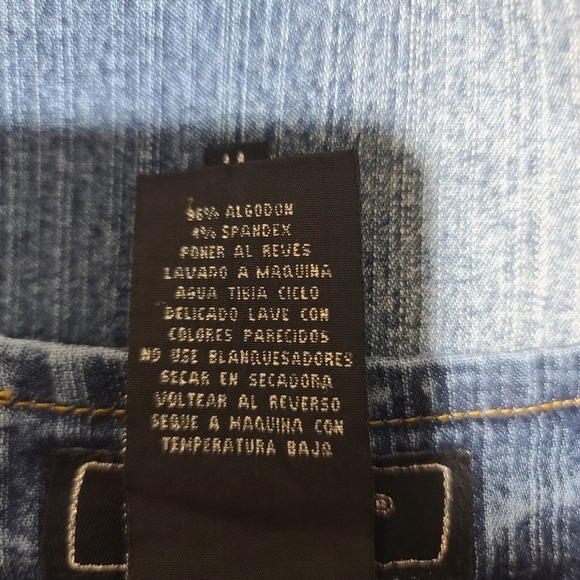 96% ALGODON
4% SPANDEX
PONER AL REVES
LAVADO A MAQUINA
AGUA TIBIA CICLO
DELICADO LAVE CON
COLORES PARECIDOS
NO USE BLANQUESADORES
SECAR EN SECADORA
VOLTEAR AL REVERSO
SEQUE A MAQUINA CON
TEMPERATURA BAJA
®